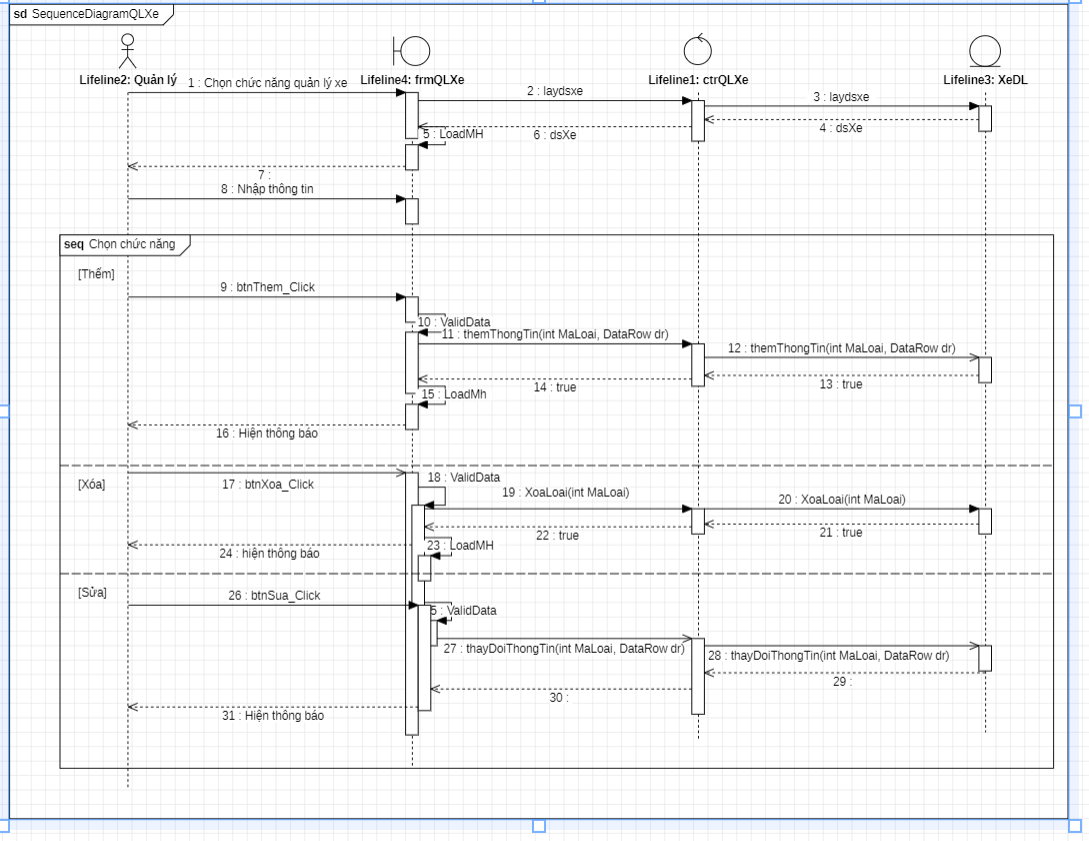 sd SequenceDiagramQLXe
Lifeline2: Quản lý
Lifeline4: frmQLXe
Lifeline1: ctrQLXe
Lifeline3: XeDL
1 : Chọn chức năng quản lý xe
2 : laydsxe
3 : laydsxe
4 : dsXe
6 : dsXe
5 : LoadMH
7 :
8 : Nhập thông tin
seq Chọn chức năng
[Thếm]
9 : btnThem_Click
10 : ValidData
11 : themThongTin(int MaLoai, DataRow dr)
12 : themThongTin(int MaLoai, DataRow dr)
13 : true
14 : true
15 : LoadMh
16 : Hiện thông báo
[Xóa]
17 : btnXoa_Click
18 : ValidData
19 : XoaLoai(int MaLoai)
20 : XoaLoai(int MaLoai)
21 : true
22 : true
23 : LoadMH
24 : hiện thông báo
[Sửa]
26 : btnSua_Click
5 : ValidData
27 : thayDoiThongTin(int MaLoai, DataRow dr)
28 : thayDoiThongTin(int MaLoai, DataRow dr)
29 :
30 :
31 : Hiện thông báo